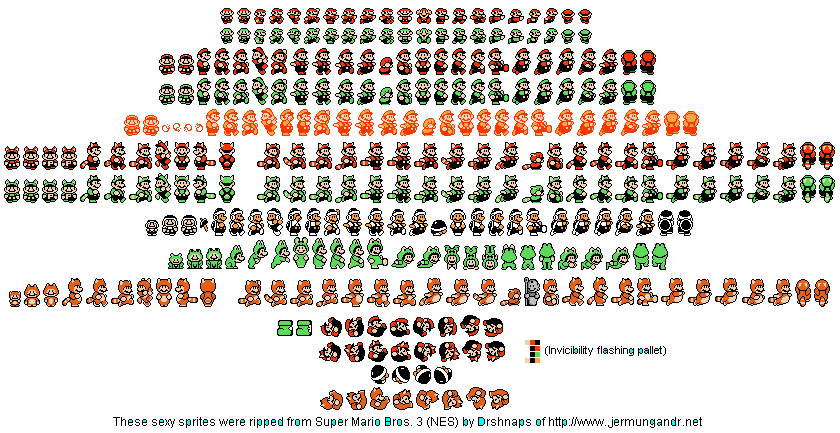 (Invicibility flashing pallet)
These sexy sprites were ripped from Super Mario Bros. 3 (NES) by Drshnaps of http://www.jermungandr.net